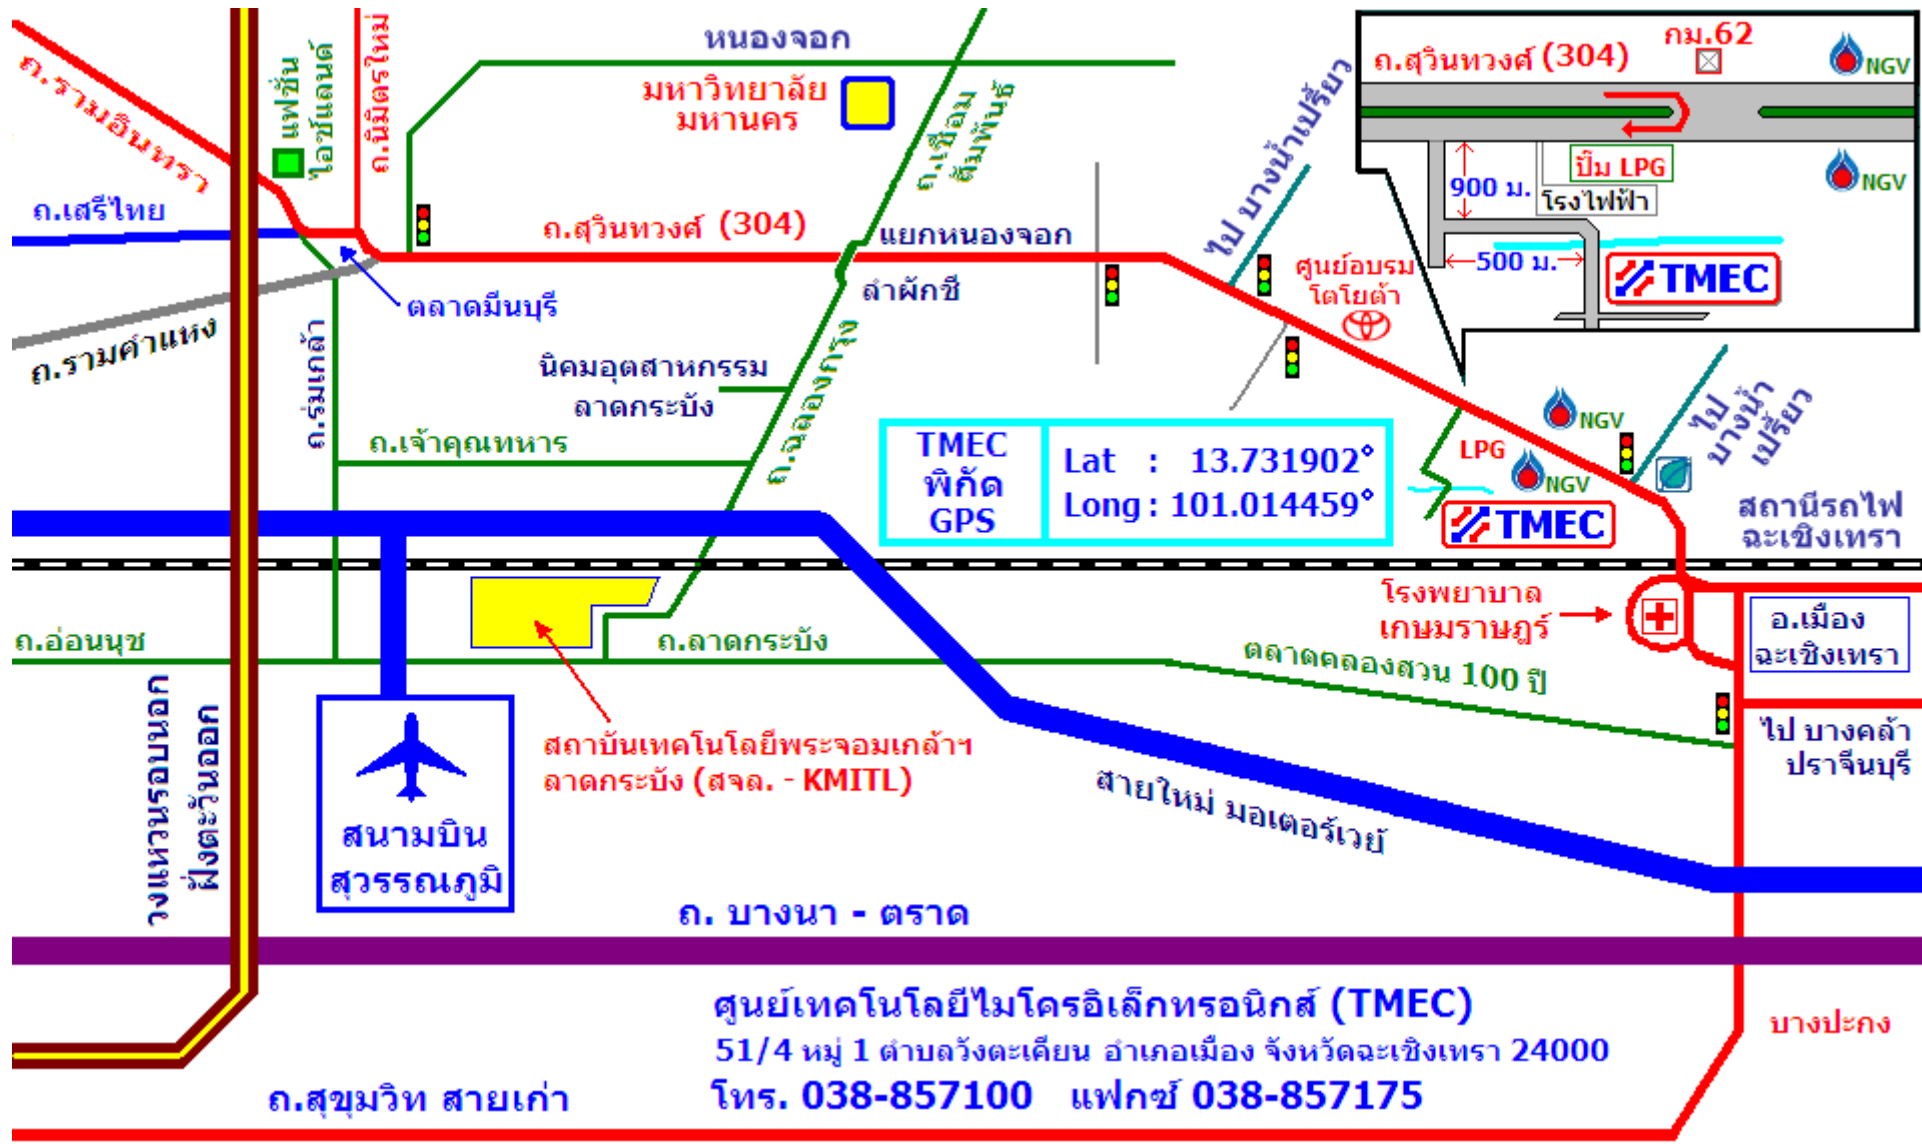 ถ.รามอินทรา
แฟชั่น
ไอซ์แลนด์
ถ.นิมิตรใหม่
หนองจอก
มหาวิทยาลัย
มหานคร
ถ.เชื่อม
สัมพันธ์
ไป บางน้ำเปรี้ยว
ถ.สุวินทวงศ์ (304)
กม.62
NGV
ปั๊ม LPG
NGV
900 ม.
โรงไฟฟ้า
500 ม.
TMEC
ถ.เสรีไทย
ถ.สุวินทวงศ์ (304)
แยกหนองจอก
ลำผักชี
ศูนย์อบรม
โตโยต้า
ตลาดมีนบุรี
ถ.รามคำแหง
ถ.ร่มเกล้า
นิคมอุตสาหกรรม
ลาดกระบัง
ถ.ฉลองกรุง
ถ.เจ้าคุณทหาร
TMEC
พิกัด
GPS
Lat : 13.731902°
Long : 101.014459°
LPG
NGV
NGV
TMEC
ไป
บางน้ำ
เปรี้ยว
สถานีรถไฟ
ฉะเชิงเทรา
โรงพยาบาล
เกษมราษฎร์
อ.เมือง
ฉะเชิงเทรา
ถ.อ่อนนุช
ถ.ลาดกระบัง
ตลาดคลองสวน 100 ปี
ไป บางคล้า
ปราจีนบุรี
วงแหวนรอบนอก
ฝั่งตะวันออก
สนามบิน
สุวรรณภูมิ
สถาบันเทคโนโลยีพระจอมเกล้าฯ
ลาดกระบัง (สจล. - KMITL)
สายใหม่ มอเตอร์เวย์
ถ. บางนา - ตราด
ศูนย์เทคโนโลยีไมโครอิเล็กทรอนิกส์ (TMEC)
51/4 หมู่ 1 ตำบลวังตะเคียน อำเภอเมือง จังหวัดฉะเชิงเทรา 24000
โทร. 038-857100 แฟกซ์ 038-857175
บางปะกง
ถ.สุขุมวิท สายเก่า